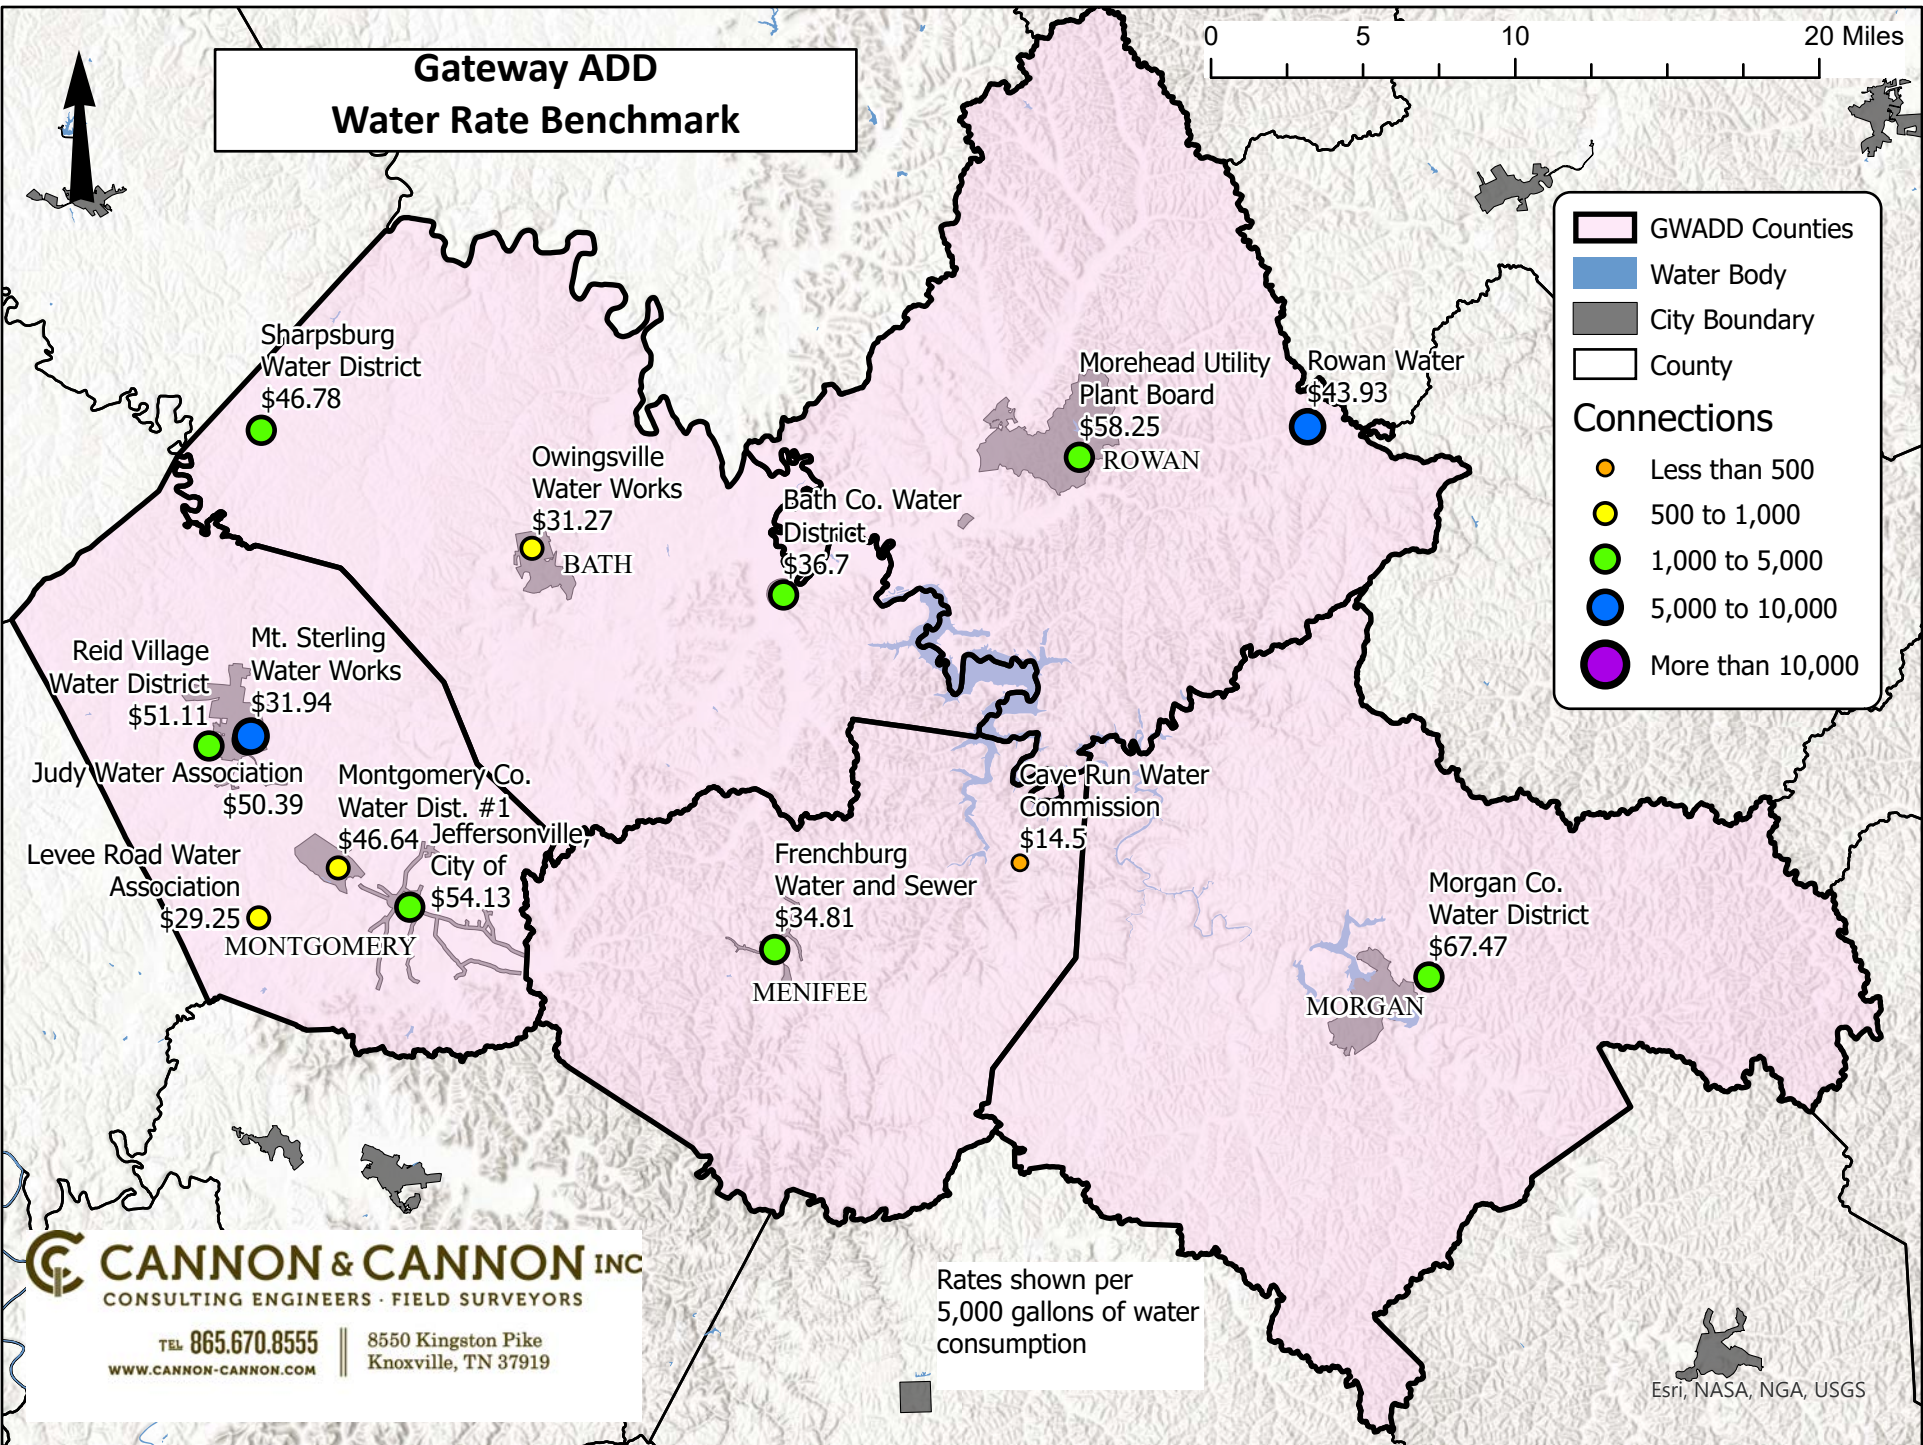 Gateway ADD
Water Rate Benchmark
0 5 10 20 Miles
GWADD Counties
Water Body
City Boundary
County
Connections
Less than 500
500 to 1,000
1,000 to 5,000
5,000 to 10,000
More than 10,000
Sharpsburg
Water District
$46.78
Morehead Utility
Plant Board
$58.25
ROWAN
Rowan Water
$43.93
Owingsville
Water Works
$31.27
BATH
Bath Co. Water
District
$36.7
Reid Village
Water District
$51.11
Mt. Sterling
Water Works
$31.94
Judy Water Association
$50.39
Montgomery Co.
Water Dist. #1
$46.64
Jeffersonville,
City of
$54.13
Levee Road Water
Association
$29.25
MONTGOMERY
Cave Run Water
Commission
$14.5
Frenchburg
Water and Sewer
$34.81
MENIFEE
Morgan Co.
Water District
$67.47
MORGAN
CANNON & CANNON INC
CONSULTING ENGINEERS · FIELD SURVEYORS
TEL 865.670.8555
WWW.CANNON-CANNON.COM
8550 Kingston Pike
Knoxville, TN 37919
Rates shown per
5,000 gallons of water
consumption
Esri, NASA, NGA, USGS